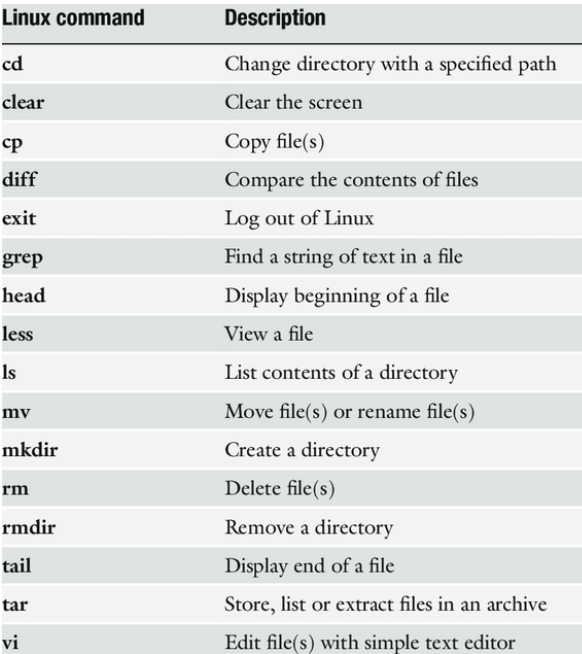 Linux command Description
cd Change directory with a specified path
clear Clear the screen
cp Copy file(s)
diff Compare the contents of files
exit Log out of Linux
grep Find a string of text in a file
head Display beginning of a file
less View a file
ls List contents of a directory
mv Move file(s) or rename file(s)
mkdir Create a directory
rm Delete file(s)
rmdir Remove a directory
tail Display end of a file
tar Store, list or extract files in an archive
vi Edit file(s) with simple text editor